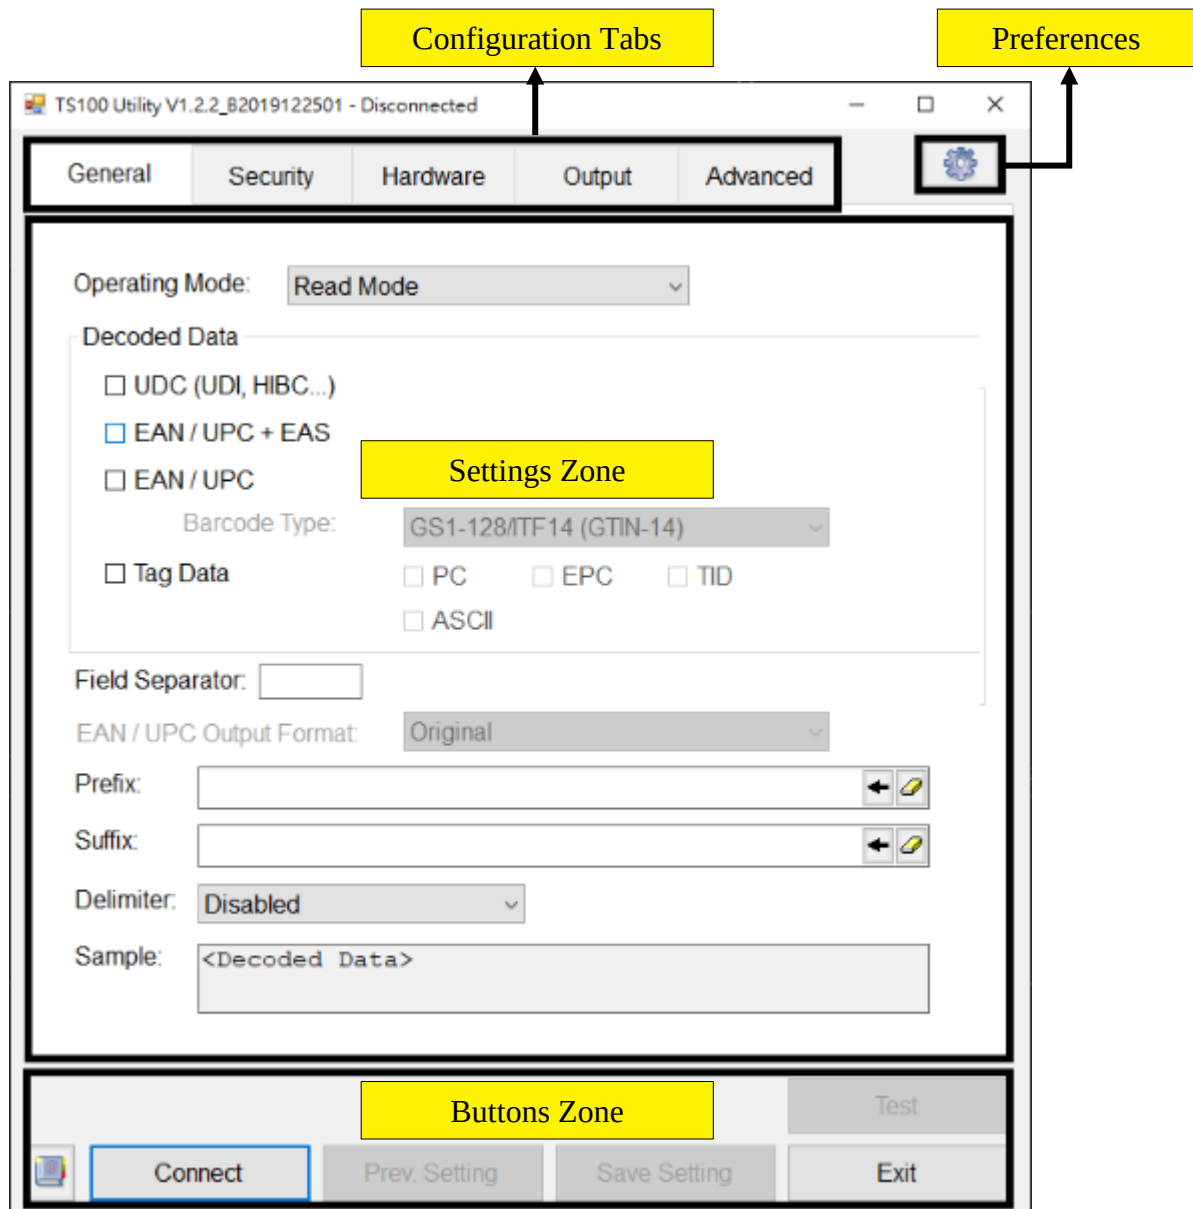 Configuration Tabs Preferences
TS100 Utility V1.2.2_B2019122501 - Disconnected
General Security Hardware Output Advanced
Operating Mode: Read Mode
Decoded Data
UDC (UDI, HIBC...)
EAN / UPC + EAS
EAN / UPC
Settings Zone
Barcode Type: GS1-128/ITF14 (GTIN-14)
Tag Data PC EPC TID
ASCII
Field Separator:
EAN / UPC Output Format: Original
Prefix:
Suffix:
Delimiter: Disabled
Sample: <Decoded Data>
Buttons Zone Test
Connect Prev. Setting Save Setting Exit